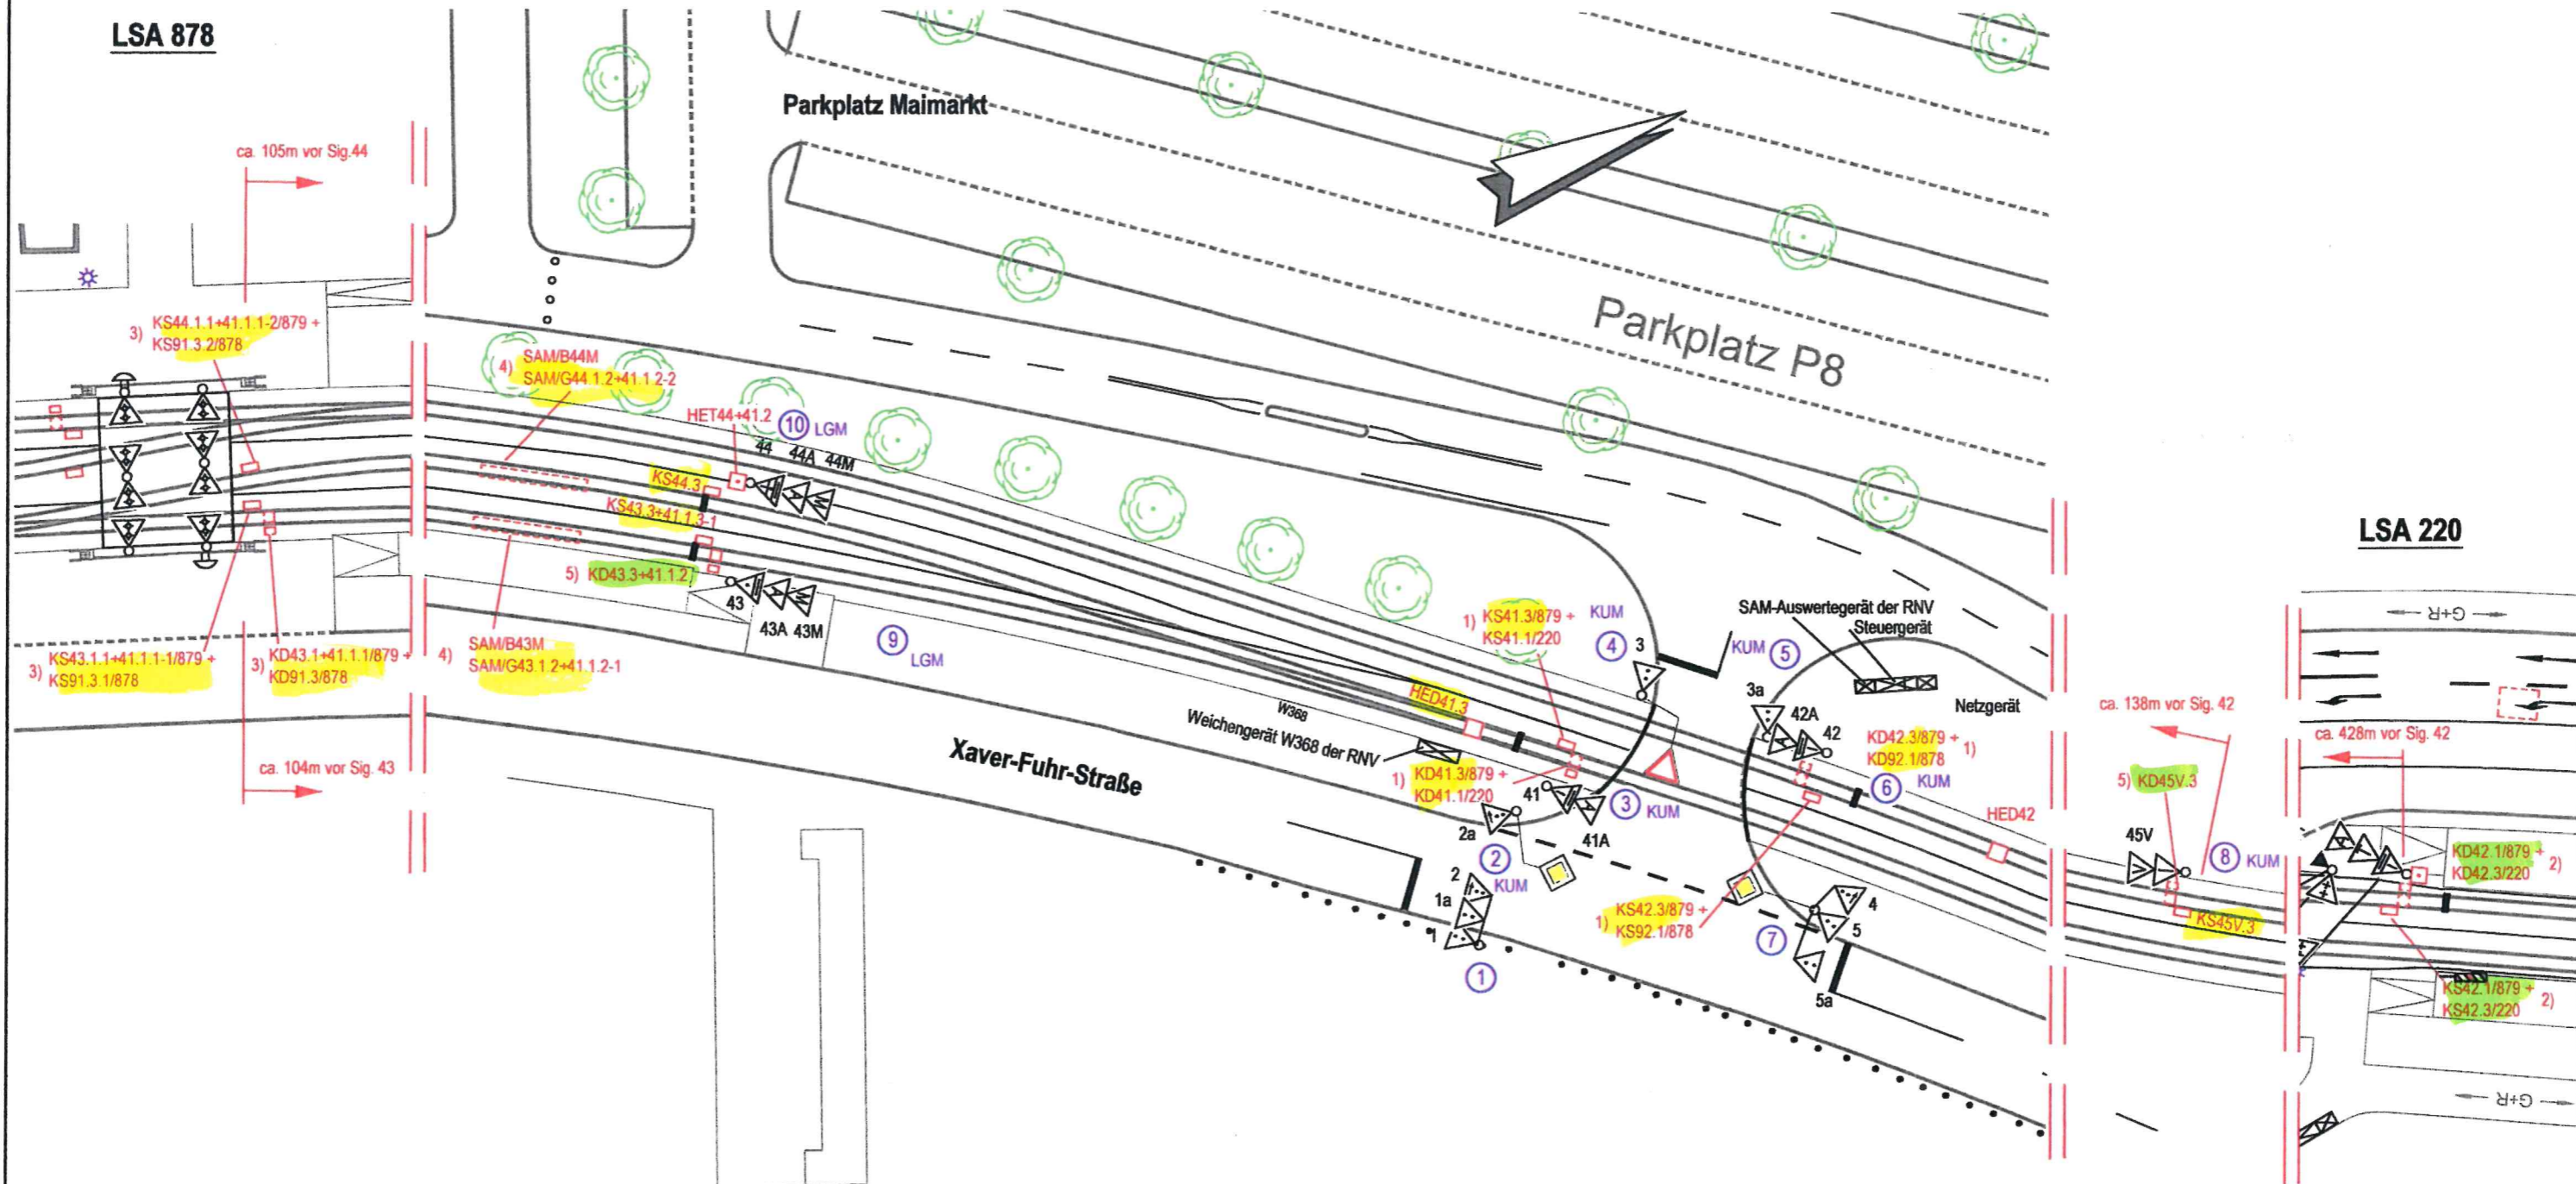 LSA 878
Parkplatz Maimarkt
ca. 105m vor Sig.44
3) KS44.1.1+41.1.1-2/879 +
KS91.3.2/878
4) SAM/B44M
SAM/G44.1.2+41.1.2-2
HET44+41.2
10 LGM
44 44A 44M
KS44.3
KS43.3+41.1.3-1
5) KD43.3+41.1.2
43
43A 43M
9 LGM
3) KS43.1.1+41.1.1-1/879 +
KS91.3.1/878
3) KD43.1+41.1.1/879 +
KD91.3/878
4) SAM/B43M
SAM/G43.1.2+41.1.2-1
ca. 104m vor Sig. 43
Xaver-Fuhr-Straße
Parkplatz P8
W368
Weichengerät W368 der RNV
HED41.3
1) KS41.3/879 +
KS41.1/220
KUM
4 3
1) KD41.3/879 +
KD41.1/220
41
41A
3 KUM
2a
2
KUM
2
1a
1
1
SAM-Auswertegerät der RNV
Steuergerät
KUM 5
3a
42A
42
Netzgerät
KD42.3/879 + 1)
KD92.1/878
6 KUM
HED42
1) KS42.3/879 +
KS92.1/878
7
4
5
5a
LSA 220
G+R
ca. 138m vor Sig. 42
ca. 428m vor Sig. 42
5) KD45V.3
45V
8 KUM
KS45V.3
KD42.1/879 + 2)
KD42.3/220
KS42.1/879 + 2)
KS42.3/220
G+R